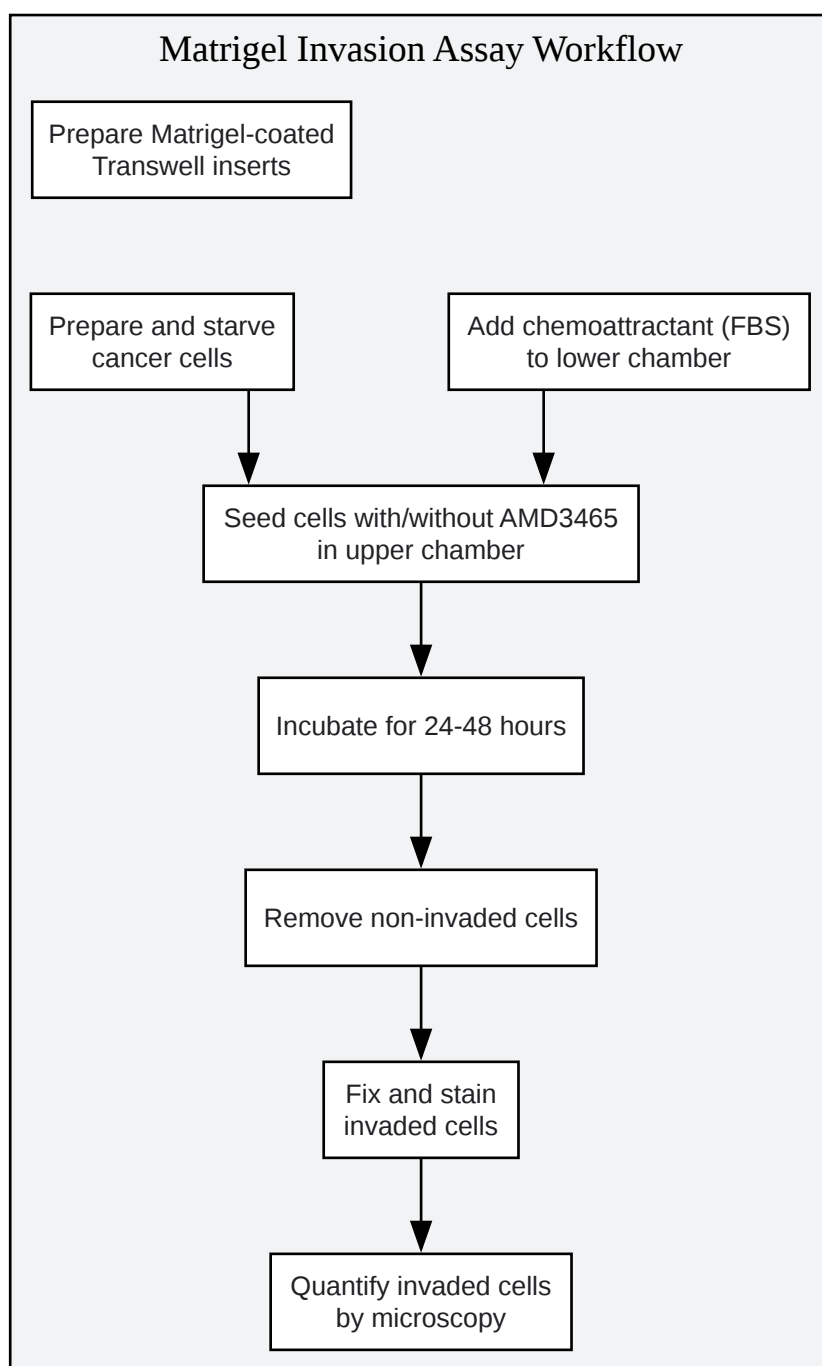 Matrigel Invasion Assay Workflow
Prepare Matrigel-coated
Transwell inserts
Prepare and starve
cancer cells
Add chemoattractant (FBS)
to lower chamber
Seed cells with/without AMD3465
in upper chamber
Incubate for 24-48 hours
Remove non-invaded cells
Fix and stain
invaded cells
Quantify invaded cells
by microscopy